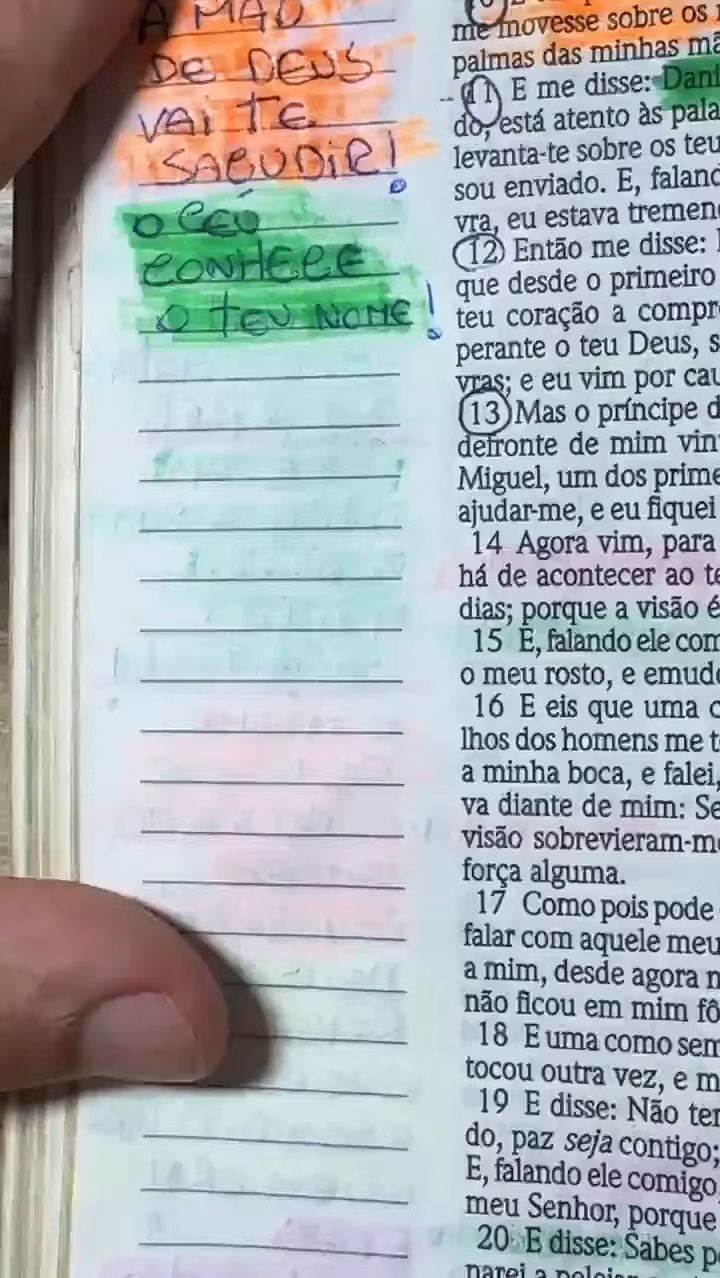 A MÃO
DE DEUS
VAI TE
SACUDIR!
O CÉU
CONHECE
O TEU NOME!
me movesse sobre os
palmas das minhas mã
11 E me disse: Dani
do, está atento às pala
levanta-te sobre os teu
sou enviado. E, faland
vra, eu estava tremen
12 Então me disse:
que desde o primeiro
teu coração a compr
perante o teu Deus, s
vras; e eu vim por cau
13 Mas o príncipe d
defronte de mim vin
Miguel, um dos prime
ajudar-me, e eu fiquei
14 Agora vim, para
há de acontecer ao te
dias; porque a visão é
15 E, falando ele com
o meu rosto, e emude
16 E eis que uma c
lhos dos homens me t
a minha boca, e falei,
va diante de mim: Se
visão sobrevieram-m
força alguma.
17 Como pois pode
falar com aquele meu
a mim, desde agora n
não ficou em mim fô
18 E uma como sem
tocou outra vez, e m
19 E disse: Não ter
do, paz seja contigo;
E, falando ele comigo,
meu Senhor, porque
20 E disse: Sabes p
narei a pelejar